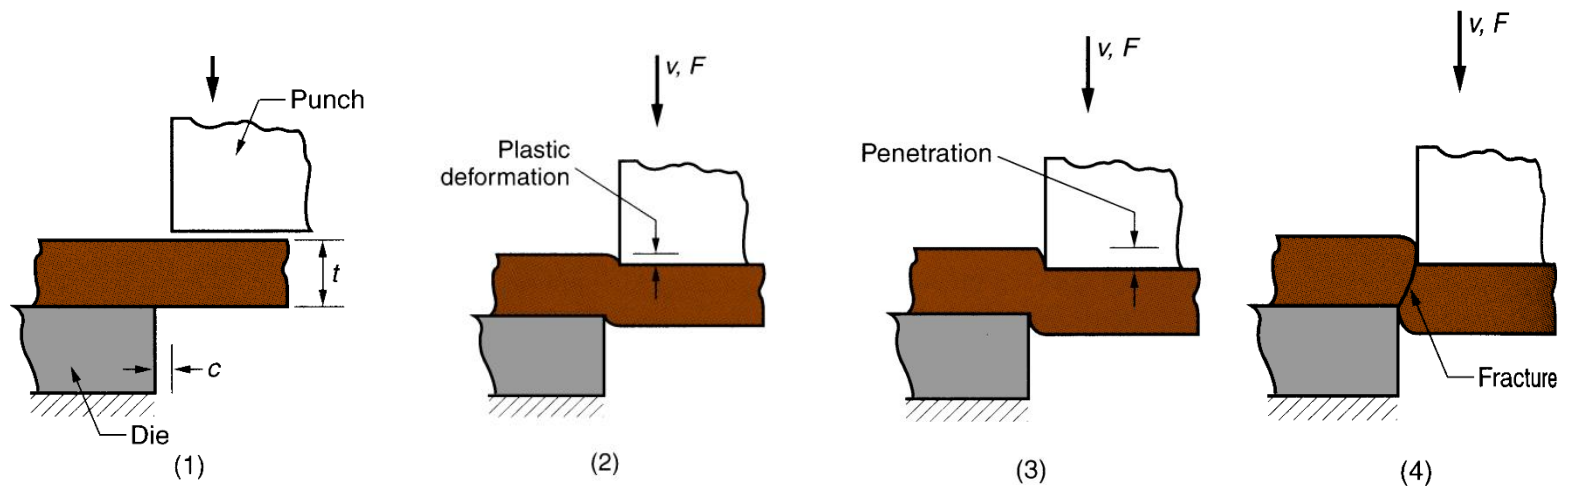 Punch
t
c
Die
(1)
v, F
Plastic
deformation
(2)
v, F
Penetration
(3)
v, F
Fracture
(4)